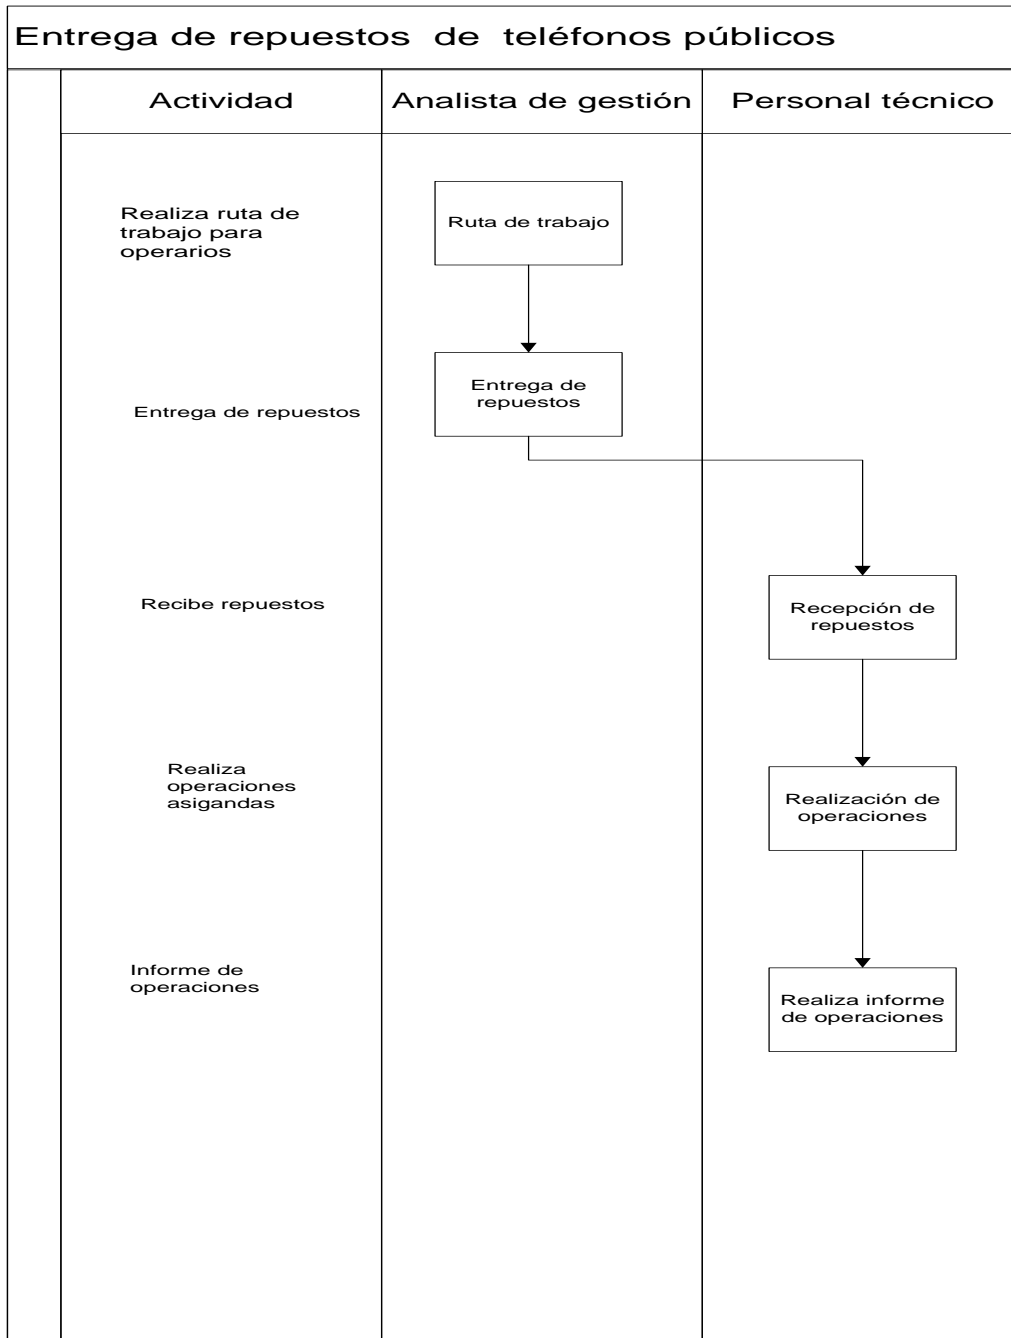 Entrega de repuestos de teléfonos públicos
Actividad
Analista de gestión
Personal técnico
Realiza ruta de
trabajo para
operarios
Ruta de trabajo
Entrega de repuestos
Entrega de
repuestos
Recibe repuestos
Recepción de
repuestos
Realiza
operaciones
asigandas
Realización de
operaciones
Informe de
operaciones
Realiza informe
de operaciones